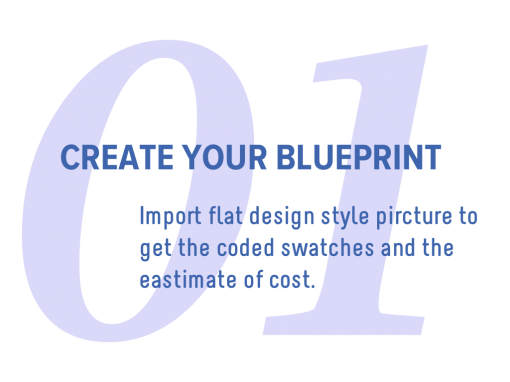 01
CREATE YOUR BLUEPRINT
Import flat design style pircture to
get the coded swatches and the
eastimate of cost.